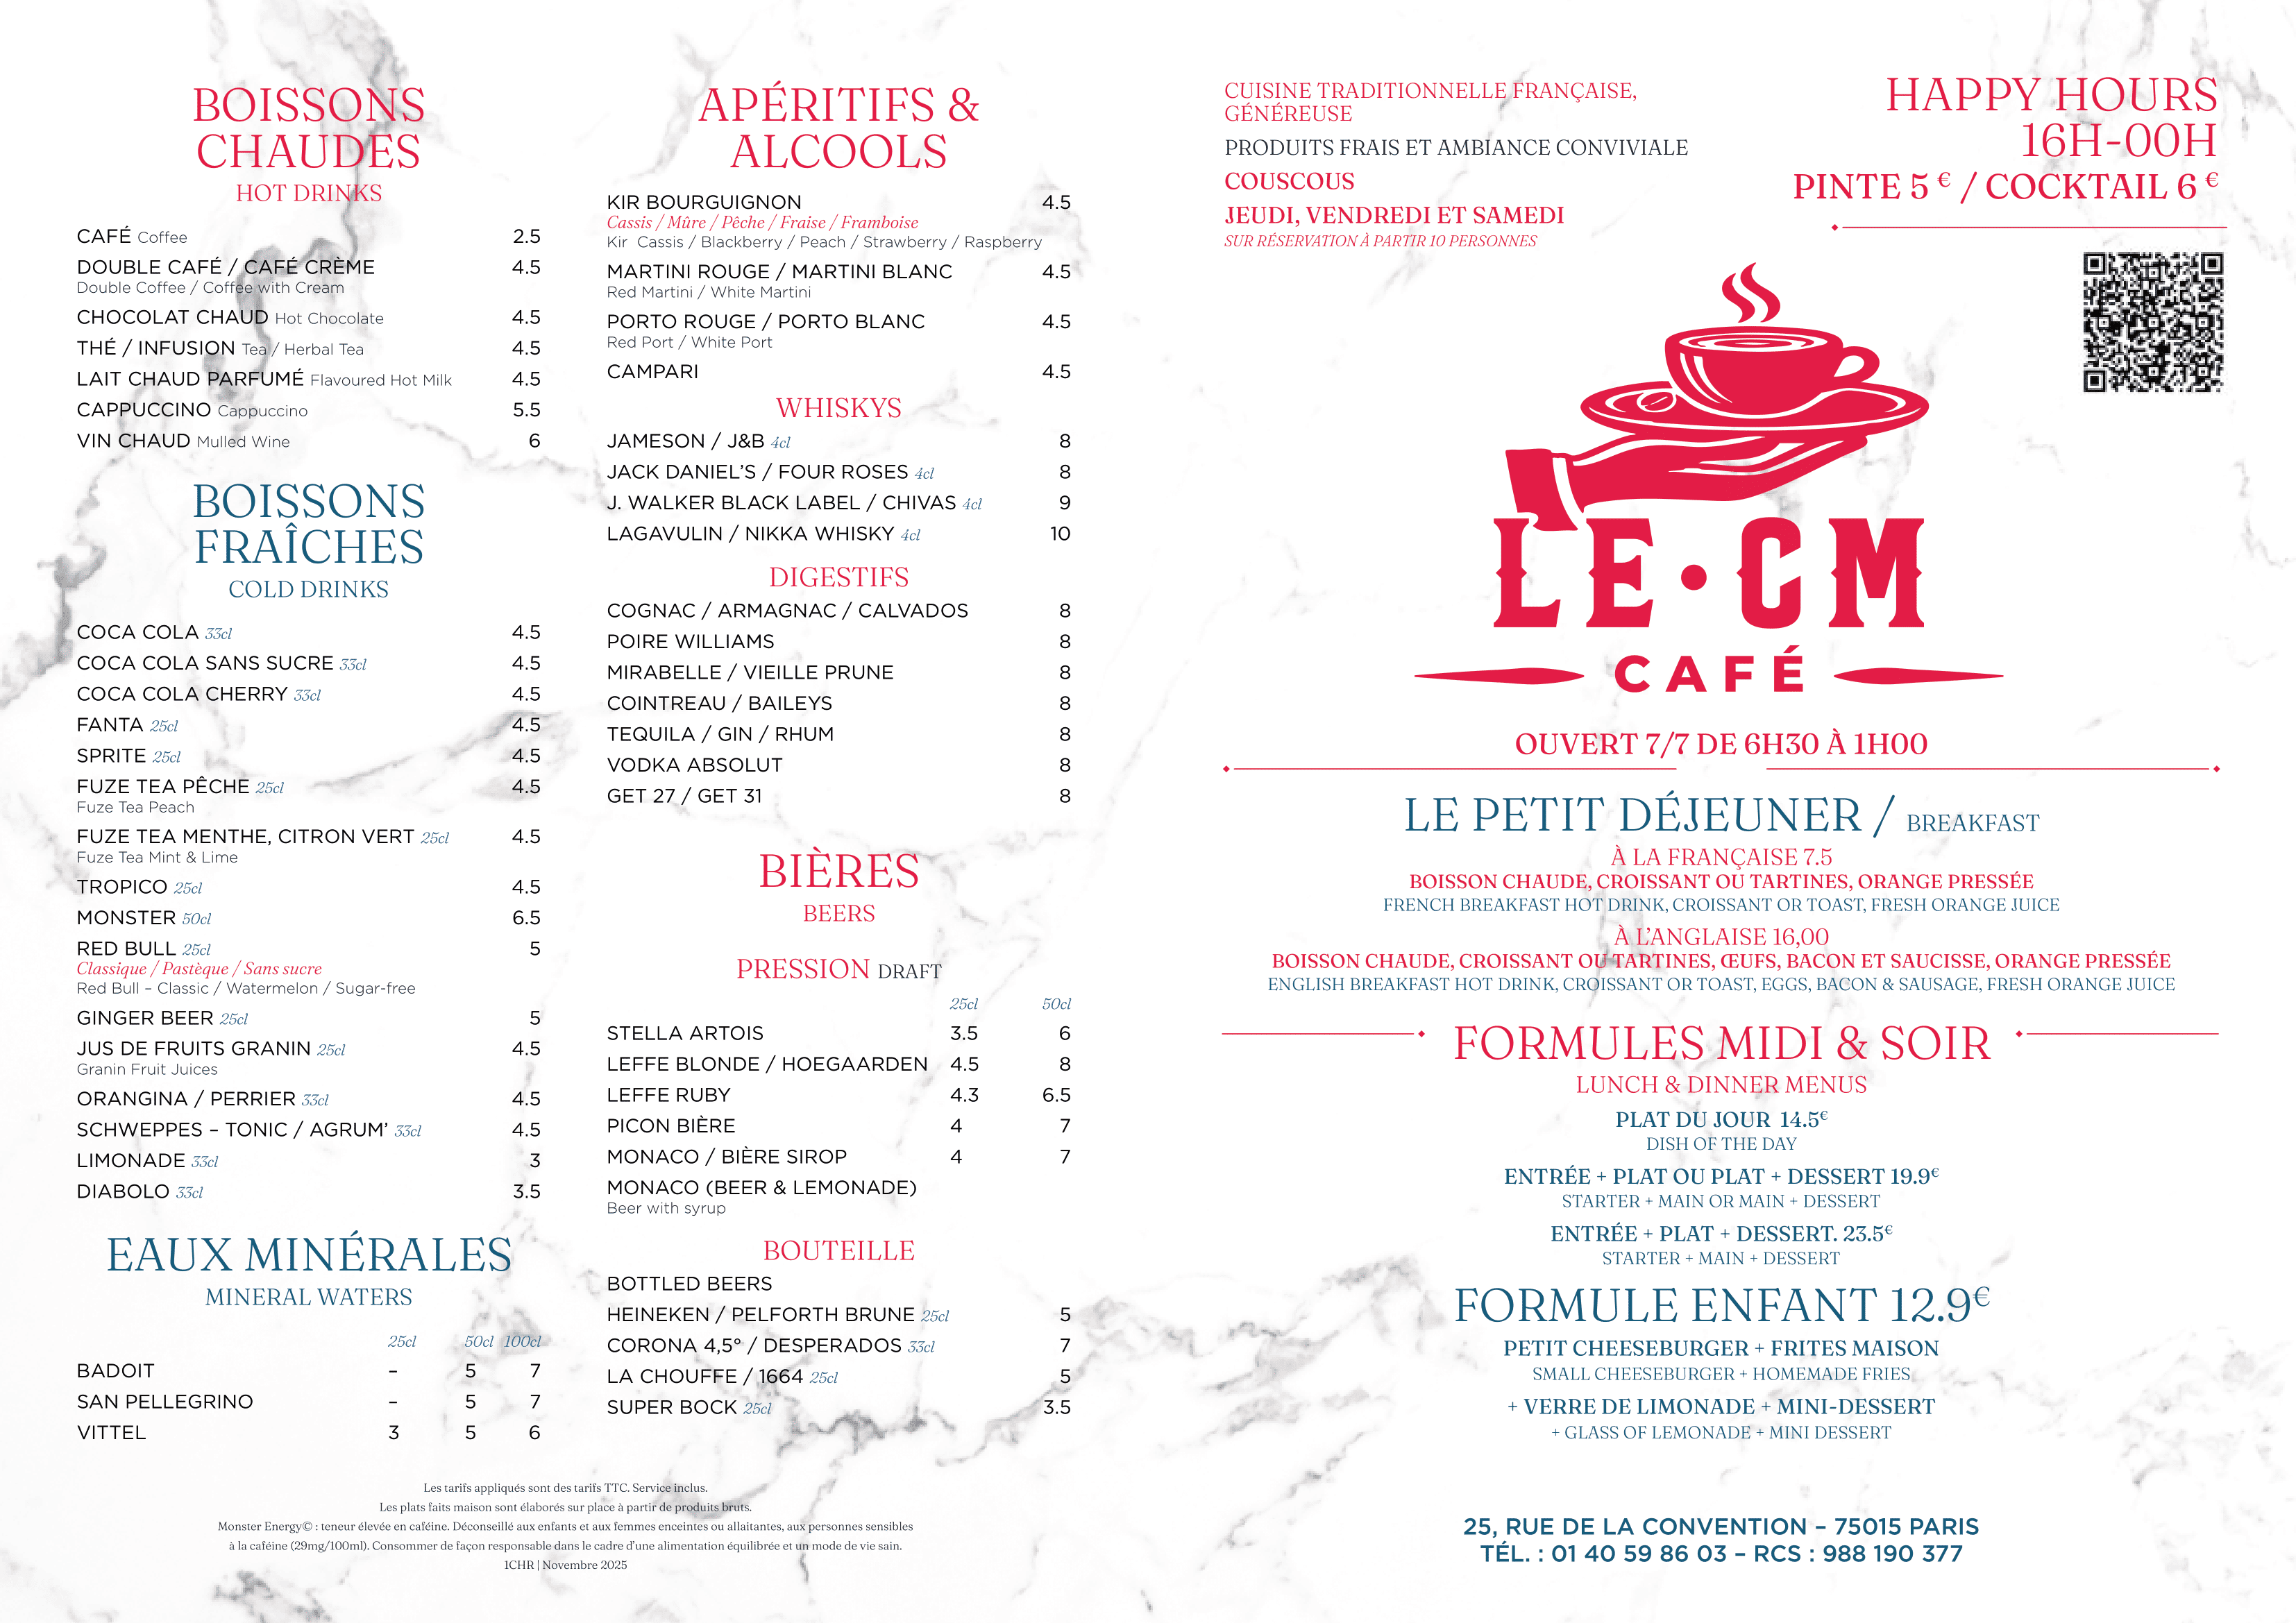 BOISSONS
CHAUDES
HOT DRINKS
CAFÉ Coffee 2.5
DOUBLE CAFÉ / CAFÉ CRÈME 4.5
Double Coffee / Coffee with Cream
CHOCOLAT CHAUD Hot Chocolate 4.5
THÉ / INFUSION Tea / Herbal Tea 4.5
LAIT CHAUD PARFUMÉ Flavoured Hot Milk 4.5
CAPPUCCINO Cappuccino 5.5
VIN CHAUD Mulled Wine 6
BOISSONS
FRAÎCHES
COLD DRINKS
COCA COLA 33cl 4.5
COCA COLA SANS SUCRE 33cl 4.5
COCA COLA CHERRY 33cl 4.5
FANTA 25cl 4.5
SPRITE 25cl 4.5
FUZE TEA PÊCHE 25cl 4.5
Fuze Tea Peach
FUZE TEA MENTHE, CITRON VERT 25cl 4.5
Fuze Tea Mint & Lime
TROPICO 25cl 4.5
MONSTER 50cl 6.5
RED BULL 25cl 5
Classique / Pastèque / Sans sucre
Red Bull – Classic / Watermelon / Sugar-free
GINGER BEER 25cl 5
JUS DE FRUITS GRANIN 25cl 4.5
Granin Fruit Juices
ORANGINA / PERRIER 33cl 4.5
SCHWEPPES – TONIC / AGRUM' 33cl 4.5
LIMONADE 33cl 3
DIABOLO 33cl 3.5
EAUX MINÉRALES
MINERAL WATERS
25cl 50cl 100cl
BADOIT – 5 7
SAN PELLEGRINO – 5 7
VITTEL 3 5 6
APÉRITIFS &
ALCOOLS
KIR BOURGUIGNON 4.5
Cassis / Mûre / Pêche / Fraise / Framboise
Kir Cassis / Blackberry / Peach / Strawberry / Raspberry
MARTINI ROUGE / MARTINI BLANC 4.5
Red Martini / White Martini
PORTO ROUGE / PORTO BLANC 4.5
Red Port / White Port
CAMPARI 4.5
WHISKYS
JAMESON / J&B 4cl 8
JACK DANIEL'S / FOUR ROSES 4cl 8
J. WALKER BLACK LABEL / CHIVAS 4cl 9
LAGAVULIN / NIKKA WHISKY 4cl 10
DIGESTIFS
COGNAC / ARMAGNAC / CALVADOS 8
POIRE WILLIAMS 8
MIRABELLE / VIEILLE PRUNE 8
COINTREAU / BAILEYS 8
TEQUILA / GIN / RHUM 8
VODKA ABSOLUT 8
GET 27 / GET 31 8
BIÈRES
BEERS
PRESSION DRAFT
25cl 50cl
STELLA ARTOIS 3.5 6
LEFFE BLONDE / HOEGAARDEN 4.5 8
LEFFE RUBY 4.3 6.5
PICON BIÈRE 4 7
MONACO / BIÈRE SIROP 4 7
MONACO (BEER & LEMONADE)
Beer with syrup
BOUTEILLE
BOTTLED BEERS
HEINEKEN / PELFORTH BRUNE 25cl 5
CORONA 4,5° / DESPERADOS 33cl 7
LA CHOUFFE / 1664 25cl 5
SUPER BOCK 25cl 3.5
Les tarifs appliqués sont des tarifs TTC. Service inclus.
Les plats faits maison sont élaborés sur place à partir de produits bruts.
Monster Energy© : teneur élevée en caféine. Déconseillé aux enfants et aux femmes enceintes ou allaitantes, aux personnes sensibles
à la caféine (29mg/100ml). Consommer de façon responsable dans le cadre d'une alimentation équilibrée et un mode de vie sain.
1CHR | Novembre 2025
CUISINE TRADITIONNELLE FRANÇAISE,
GÉNÉREUSE
PRODUITS FRAIS ET AMBIANCE CONVIVIALE
COUSCOUS
JEUDI, VENDREDI ET SAMEDI
SUR RÉSERVATION À PARTIR 10 PERSONNES
HAPPY HOURS
16H-00H
PINTE 5 € / COCKTAIL 6 €
LE•CM
CAFÉ
OUVERT 7/7 DE 6H30 À 1H00
LE PETIT DÉJEUNER / BREAKFAST
À LA FRANÇAISE 7.5
BOISSON CHAUDE, CROISSANT OU TARTINES, ORANGE PRESSÉE
FRENCH BREAKFAST HOT DRINK, CROISSANT OR TOAST, FRESH ORANGE JUICE
À L'ANGLAISE 16,00
BOISSON CHAUDE, CROISSANT OU TARTINES, ŒUFS, BACON ET SAUCISSE, ORANGE PRESSÉE
ENGLISH BREAKFAST HOT DRINK, CROISSANT OR TOAST, EGGS, BACON & SAUSAGE, FRESH ORANGE JUICE
FORMULES MIDI & SOIR
LUNCH & DINNER MENUS
PLAT DU JOUR 14.5€
DISH OF THE DAY
ENTRÉE + PLAT OU PLAT + DESSERT 19.9€
STARTER + MAIN OR MAIN + DESSERT
ENTRÉE + PLAT + DESSERT. 23.5€
STARTER + MAIN + DESSERT
FORMULE ENFANT 12.9€
PETIT CHEESEBURGER + FRITES MAISON
SMALL CHEESEBURGER + HOMEMADE FRIES
+ VERRE DE LIMONADE + MINI-DESSERT
+ GLASS OF LEMONADE + MINI DESSERT
25, RUE DE LA CONVENTION – 75015 PARIS
TÉL. : 01 40 59 86 03 – RCS : 988 190 377